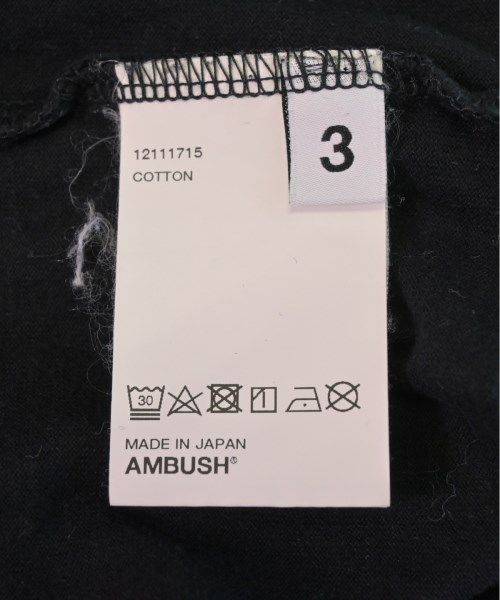 3
12111715
COTTON
30
MADE IN JAPAN
AMBUSH®